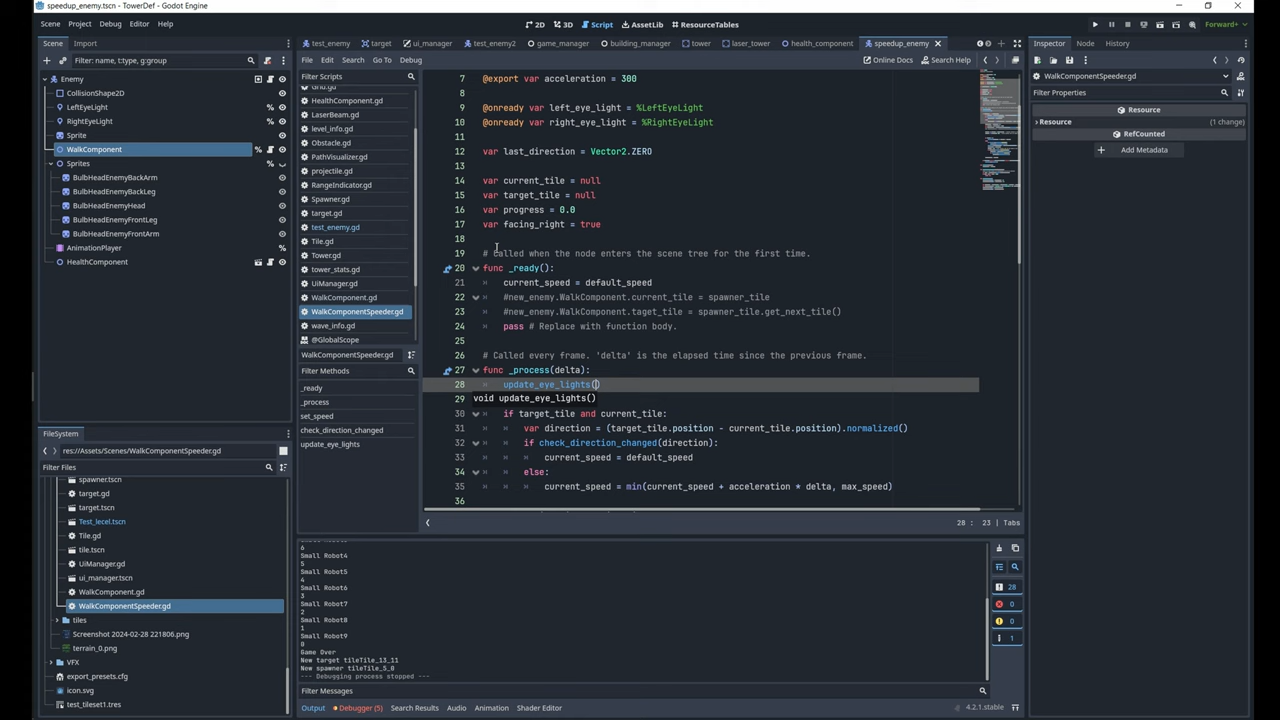 speedup_enemy.tscn - TowerDef - Godot Engine
Scene Project Debug Editor Help
2D 3D Script AssetLib ResourceTables
Forward+
Scene Import
Filter: name, t:type, g:group
Enemy
CollisionShape2D
LeftEyeLight
RightEyeLight
Sprite
WalkComponent
Sprites
BulbHeadEnemyBackArm
BulbHeadEnemyBackLeg
BulbHeadEnemyHead
BulbHeadEnemyFrontLeg
BulbHeadEnemyFrontArm
AnimationPlayer
HealthComponent
FileSystem
res://Assets/Scenes/WalkComponentSpeeder.gd
Filter Files
spawner.tscn
target.gd
target.tscn
Test_lecel.tscn
Tile.gd
tile.tscn
UiManager.gd
ui_manager.tscn
WalkComponent.gd
WalkComponentSpeeder.gd
tiles
Screenshot 2024-02-28 221806.png
terrain_0.png
VFX
export_presets.cfg
icon.svg
test_tileset1.tres
test_enemy target ui_manager test_enemy2 game_manager building_manager tower laser_tower health_component speedup_enemy
File Edit Search Go To Debug
Online Docs Search Help
Filter Scripts
Grid.gd
HealthComponent.gd
LaserBeam.gd
level_info.gd
Obstacle.gd
PathVisualizer.gd
projectile.gd
RangeIndicator.gd
Spawner.gd
target.gd
test_enemy.gd
Tile.gd
Tower.gd
tower_stats.gd
UiManager.gd
WalkComponent.gd
WalkComponentSpeeder.gd
wave_info.gd
@GlobalScope
WalkComponentSpeeder.gd
Filter Methods
_ready
_process
set_speed
check_direction_changed
update_eye_lights
7 @export var acceleration = 300
8
9 @onready var left_eye_light = %LeftEyeLight
10 @onready var right_eye_light = %RightEyeLight
11
12 var last_direction = Vector2.ZERO
13
14 var current_tile = null
15 var target_tile = null
16 var progress = 0.0
17 var facing_right = true
18
19 # Called when the node enters the scene tree for the first time.
20 func _ready():
21 current_speed = default_speed
22 #new_enemy.WalkComponent.current_tile = spawner_tile
23 #new_enemy.WalkComponent.taget_tile = spawner_tile.get_next_tile()
24 pass # Replace with function body.
25
26 # Called every frame. 'delta' is the elapsed time since the previous frame.
27 func _process(delta):
28 update_eye_lights()
29 void update_eye_lights()
30 if target_tile and current_tile:
31 var direction = (target_tile.position - current_tile.position).normalized()
32 if check_direction_changed(direction):
33 current_speed = default_speed
34 else:
35 current_speed = min(current_speed + acceleration * delta, max_speed)
36
28 : 23 | Tabs
6
Small Robot4
5
Small Robot5
4
Small Robot6
3
Small Robot7
2
Small Robot8
1
Small Robot9
0
Game Over
New target tileTile_13_11
New spawner tileTile_5_0
--- Debugging process stopped ---
Filter Messages
28
0
0
1
Output Debugger (5) Search Results Audio Animation Shader Editor
4.2.1.stable
Inspector Node History
WalkComponentSpeeder.gd
Filter Properties
Resource
Resource (1 change)
RefCounted
Add Metadata